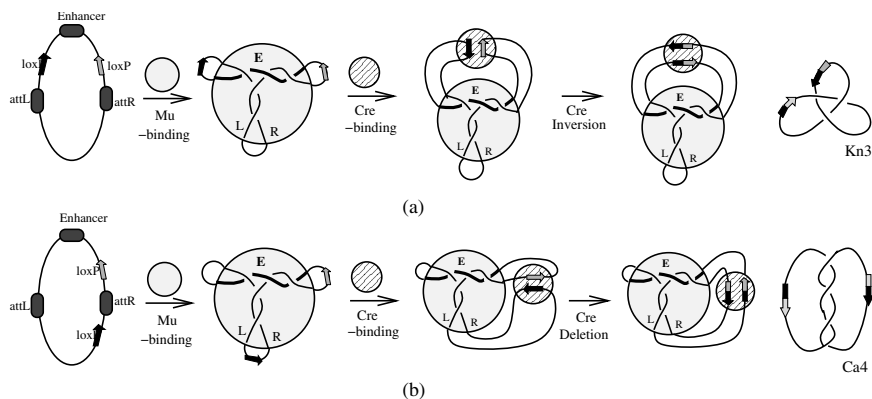 Enhancer
loxP loxP
attL attR
Mu
−binding
E
L R
Cre
−binding
E
L R
Cre
Inversion
E
L R
Kn3
(a)
Enhancer
loxP
attL attR
loxP
Mu
−binding
E
L R
Cre
−binding
E
L R
Cre
Deletion
E
L R
Ca4
(b)